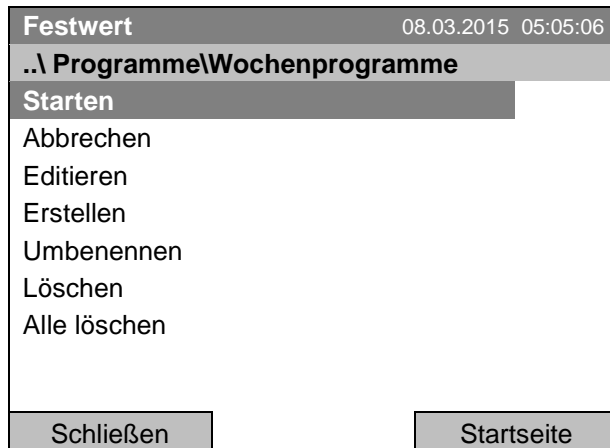 Festwert 08.03.2015 05:05:06
..\ Programme\Wochenprogramme
Starten
Abbrechen
Editieren
Erstellen
Umbenennen
Löschen
Alle löschen
Schließen Startseite